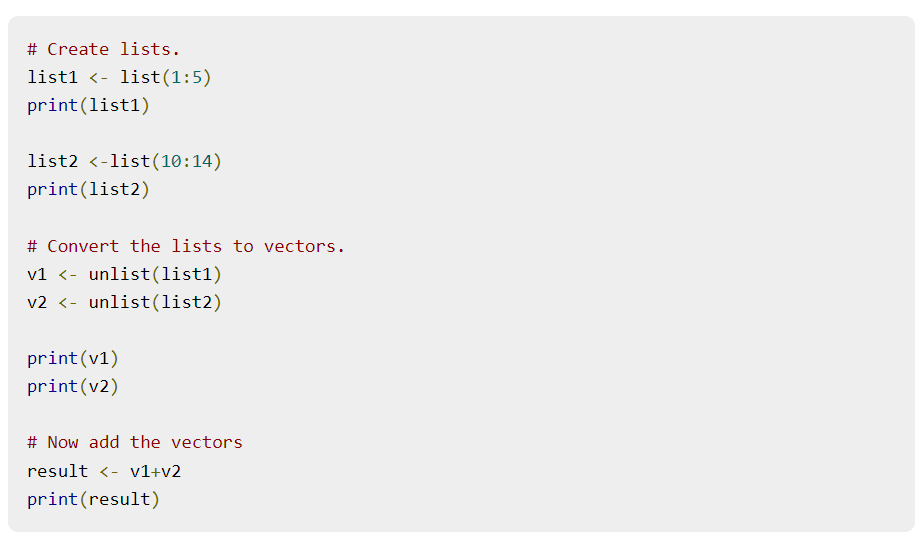 # Create lists.
list1 <- list(1:5)
print(list1)

list2 <-list(10:14)
print(list2)

# Convert the lists to vectors.
v1 <- unlist(list1)
v2 <- unlist(list2)

print(v1)
print(v2)

# Now add the vectors
result <- v1+v2
print(result)